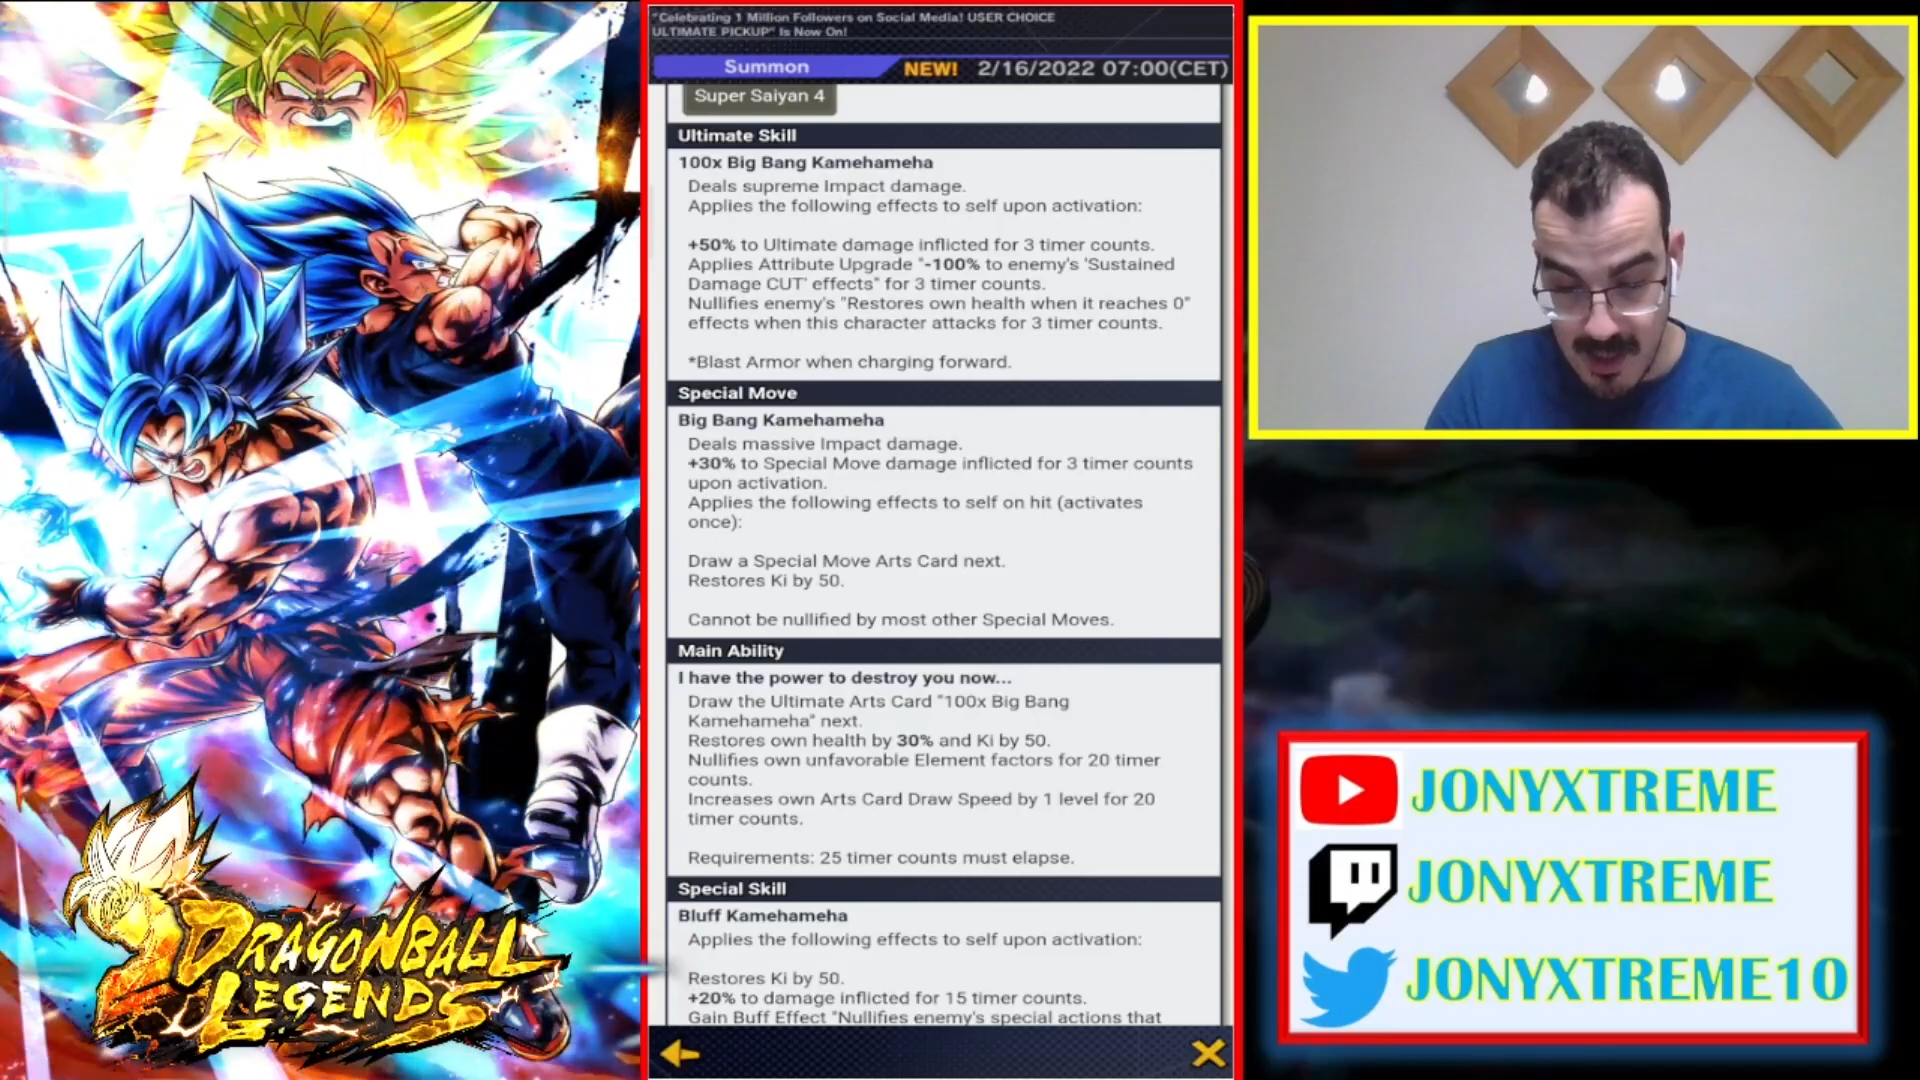 "Celebrating 1 Million Followers on Social Media! USER CHOICE
ULTIMATE PICKUP" Is Now On!
Summon NEW! 2/16/2022 07:00(CET)
Super Saiyan 4
Ultimate Skill
100x Big Bang Kamehameha
Deals supreme Impact damage.
Applies the following effects to self upon activation:
+50% to Ultimate damage inflicted for 3 timer counts.
Applies Attribute Upgrade "-100% to enemy's 'Sustained
Damage CUT' effects" for 3 timer counts.
Nullifies enemy's "Restores own health when it reaches 0"
effects when this character attacks for 3 timer counts.
*Blast Armor when charging forward.
Special Move
Big Bang Kamehameha
Deals massive Impact damage.
+30% to Special Move damage inflicted for 3 timer counts
upon activation.
Applies the following effects to self on hit (activates
once):
Draw a Special Move Arts Card next.
Restores Ki by 50.
Cannot be nullified by most other Special Moves.
Main Ability
I have the power to destroy you now...
Draw the Ultimate Arts Card "100x Big Bang
Kamehameha" next.
Restores own health by 30% and Ki by 50.
Nullifies own unfavorable Element factors for 20 timer
counts.
Increases own Arts Card Draw Speed by 1 level for 20
timer counts.
Requirements: 25 timer counts must elapse.
Special Skill
Bluff Kamehameha
Applies the following effects to self upon activation:
Restores Ki by 50.
+20% to damage inflicted for 15 timer counts.
Gain Buff Effect "Nullifies enemy's special actions that
DRAGONBALL
LEGENDS
JONYXTREME
JONYXTREME
JONYXTREME10